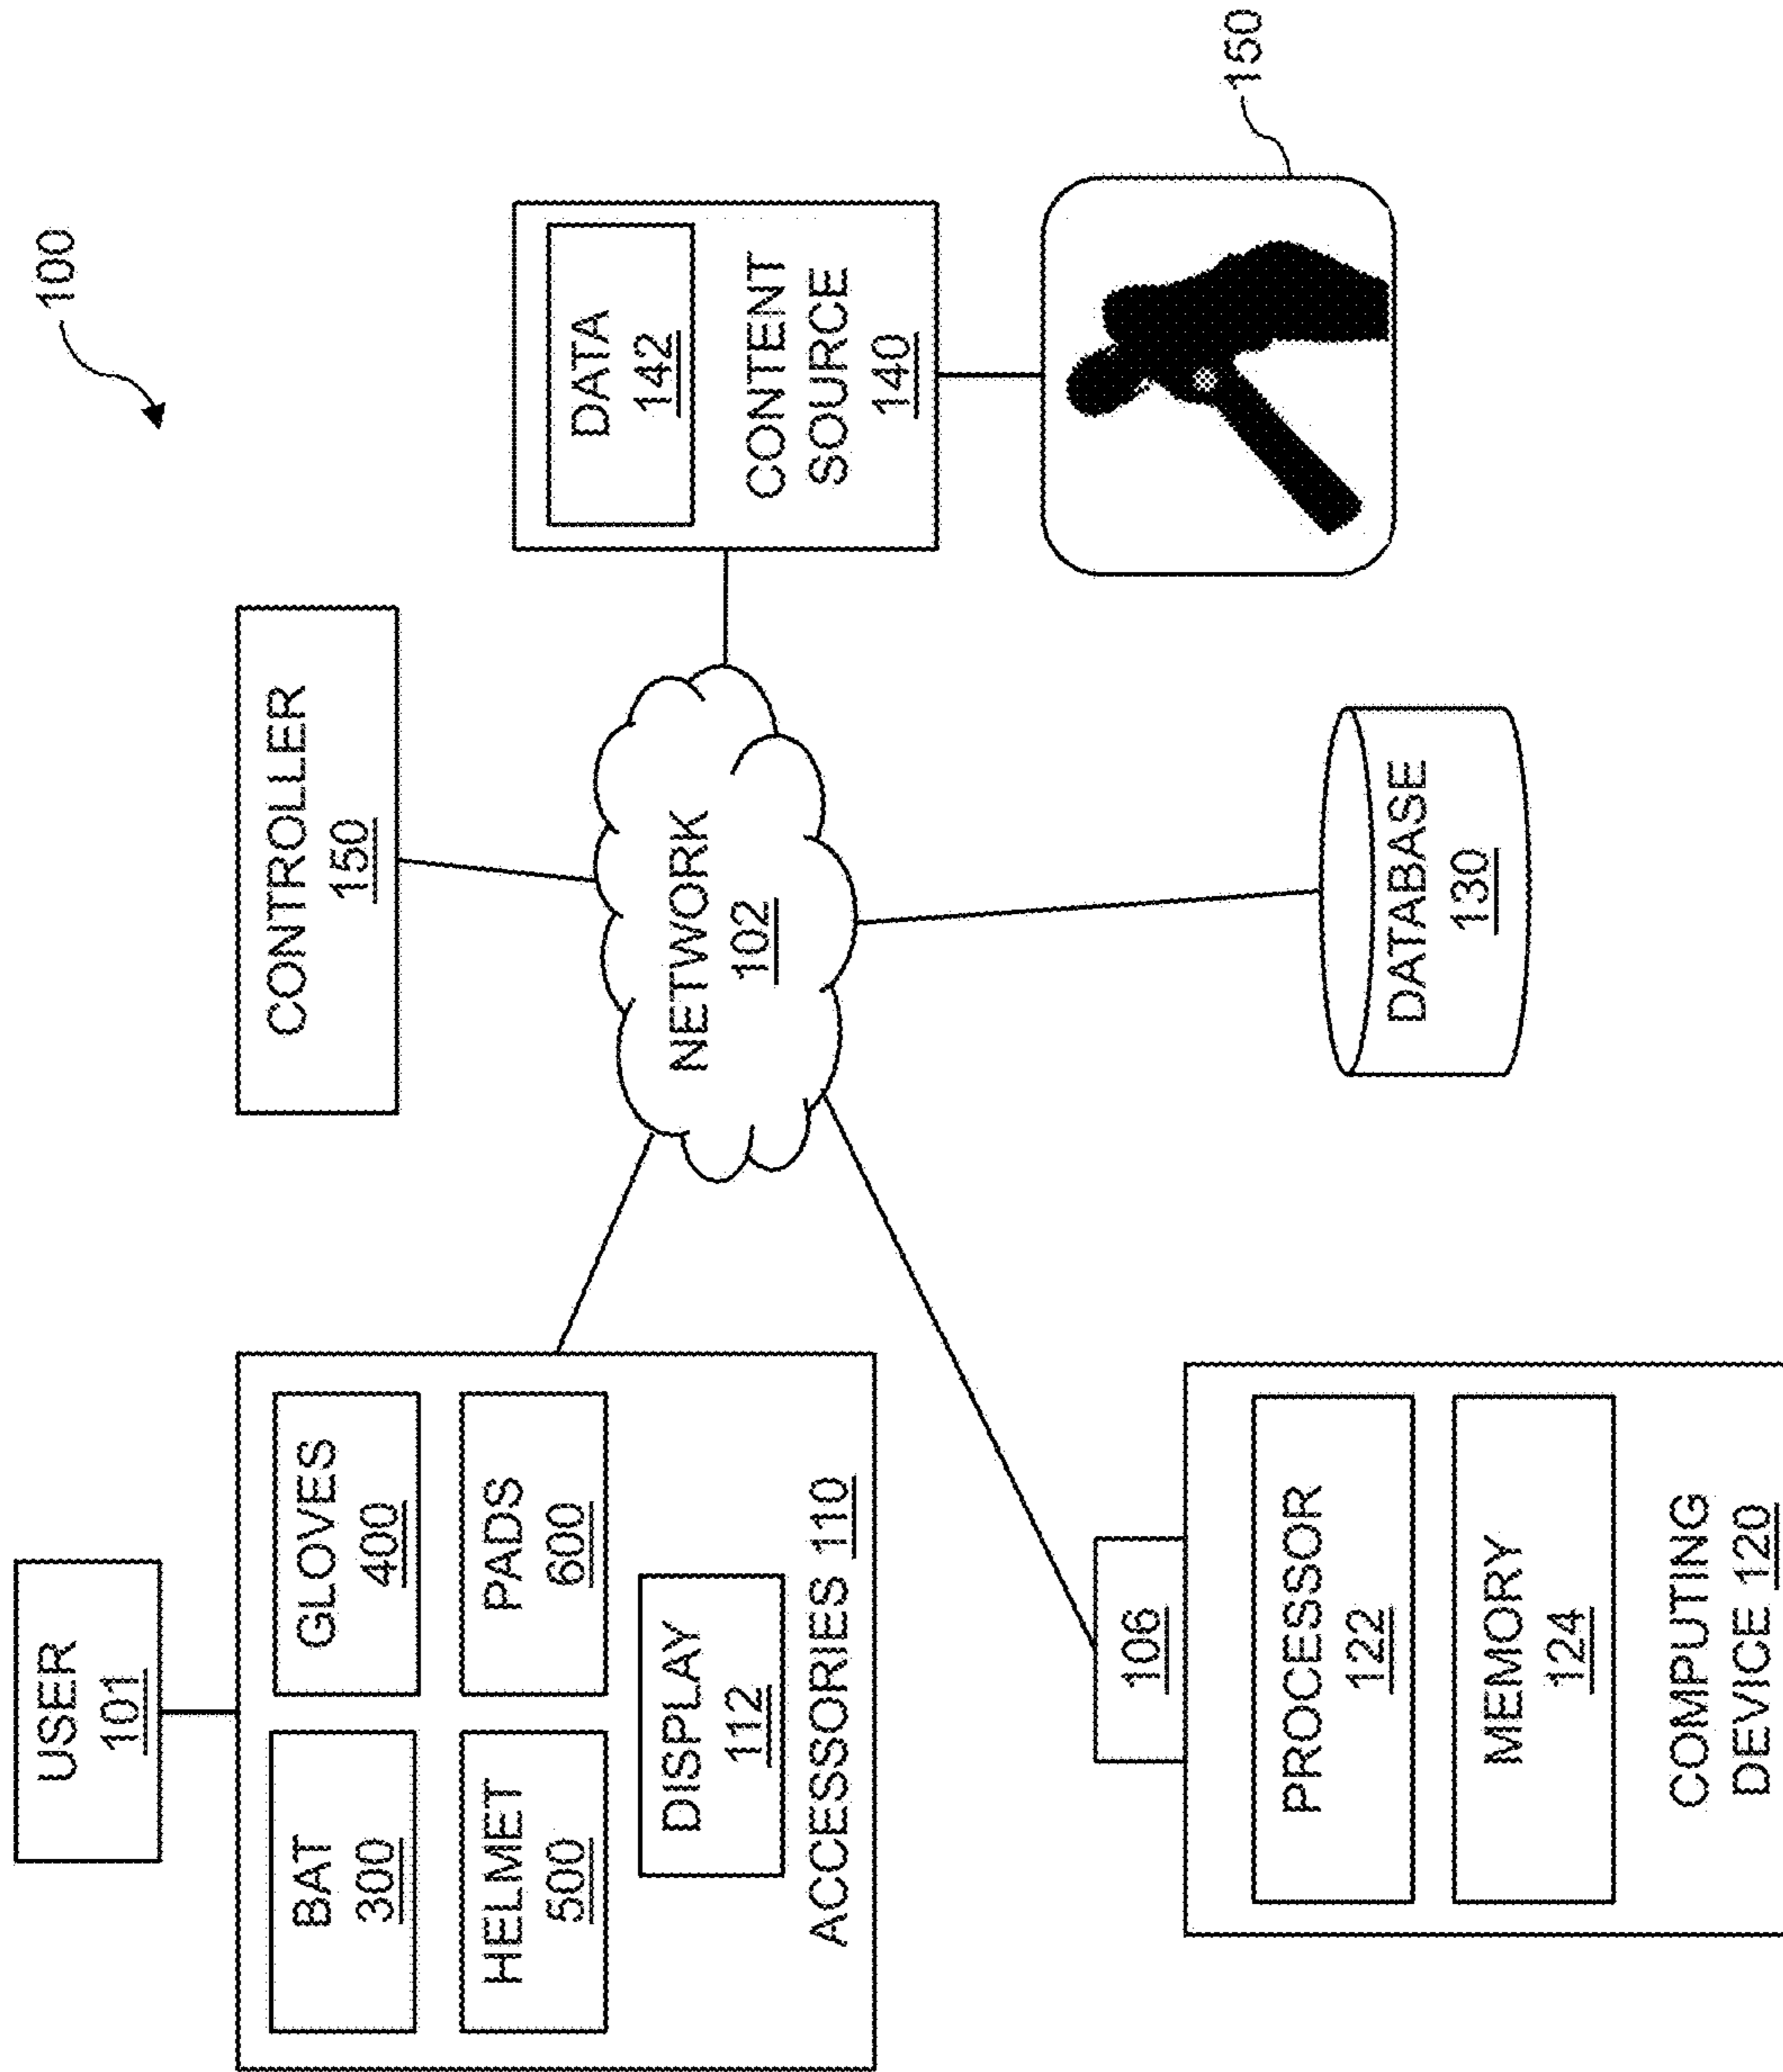 100
USER
101
BAT
300
GLOVES
400
HELMET
500
PADS
600
DISPLAY
112
ACCESSORIES 110
CONTROLLER
150
NETWORK
102
DATA
142
CONTENT
SOURCE
140
150
106
PROCESSOR
122
MEMORY
124
COMPUTING
DEVICE 120
DATABASE
130